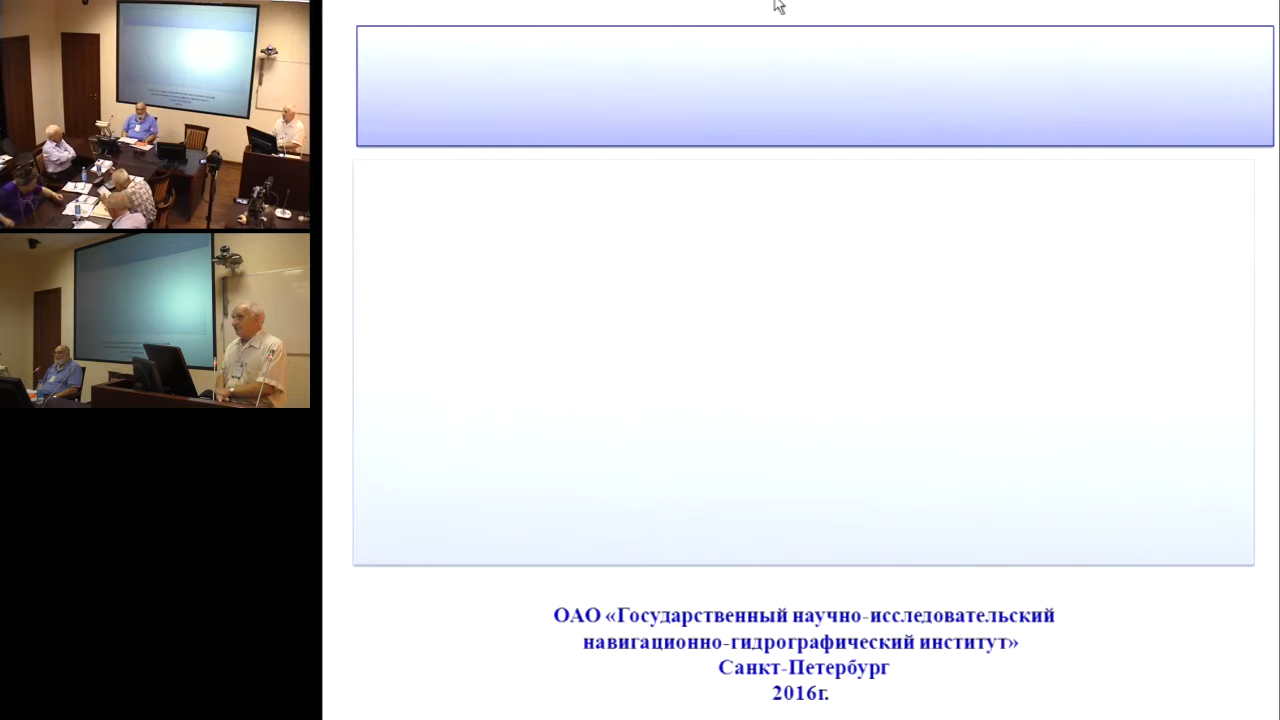 ОАО «Государственный научно-исследовательский
навигационно-гидрографический институт»
Санкт-Петербург
2016г.